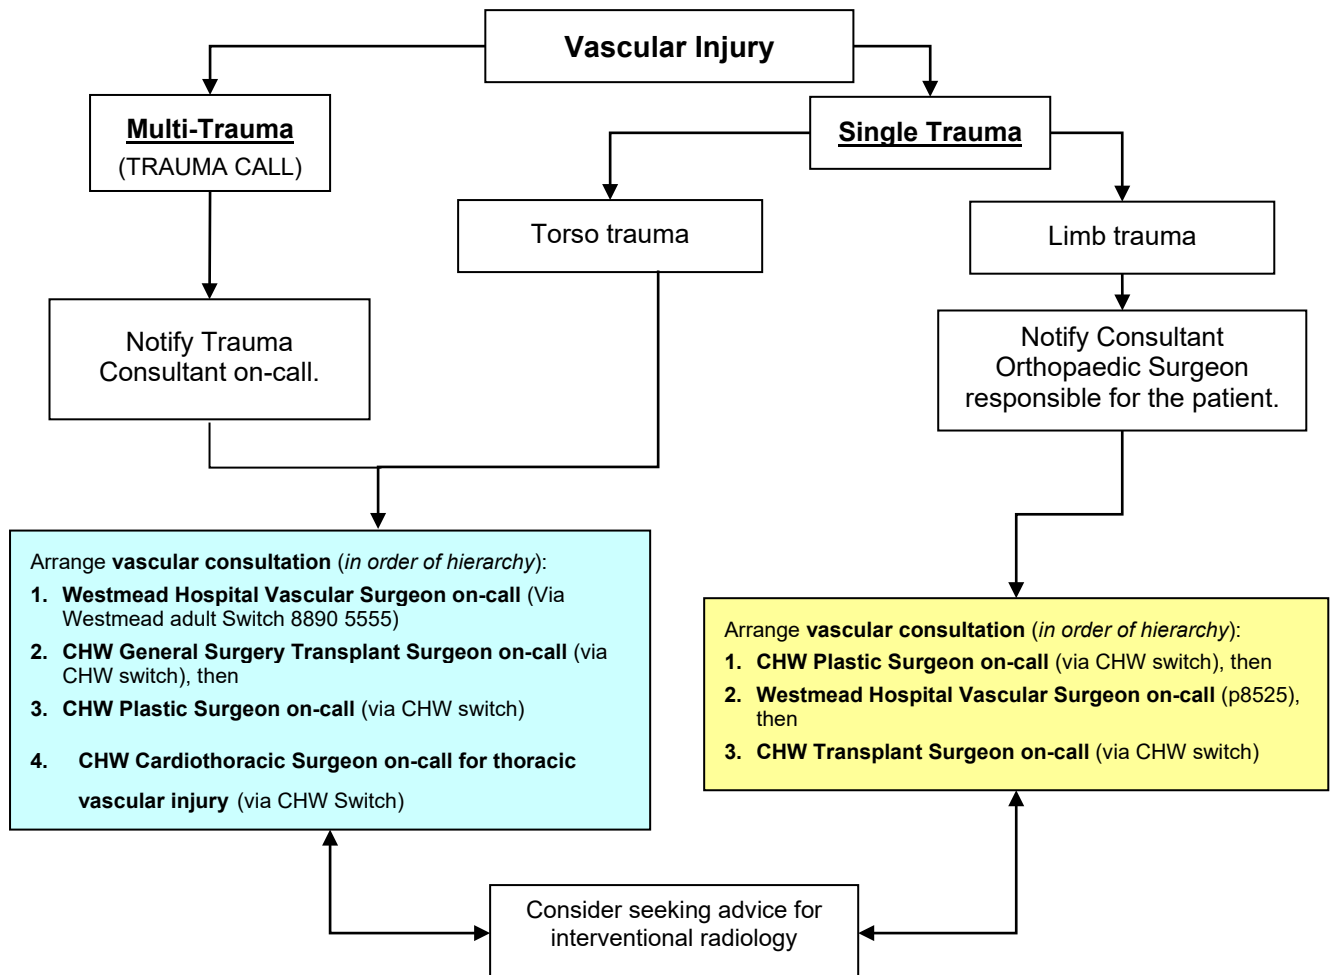 Vascular Injury
Multi-Trauma
(TRAUMA CALL)
Single Trauma
Torso trauma
Limb trauma
Notify Trauma
Consultant on-call.
Notify Consultant
Orthopaedic Surgeon
responsible for the patient.
Arrange vascular consultation (in order of hierarchy):
1. Westmead Hospital Vascular Surgeon on-call (Via
Westmead adult Switch 8890 5555)
2. CHW General Surgery Transplant Surgeon on-call (via
CHW switch), then
3. CHW Plastic Surgeon on-call (via CHW switch)
4. CHW Cardiothoracic Surgeon on-call for thoracic
vascular injury (via CHW Switch)
Arrange vascular consultation (in order of hierarchy):
1. CHW Plastic Surgeon on-call (via CHW switch), then
2. Westmead Hospital Vascular Surgeon on-call (p8525),
then
3. CHW Transplant Surgeon on-call (via CHW switch)
Consider seeking advice for
interventional radiology